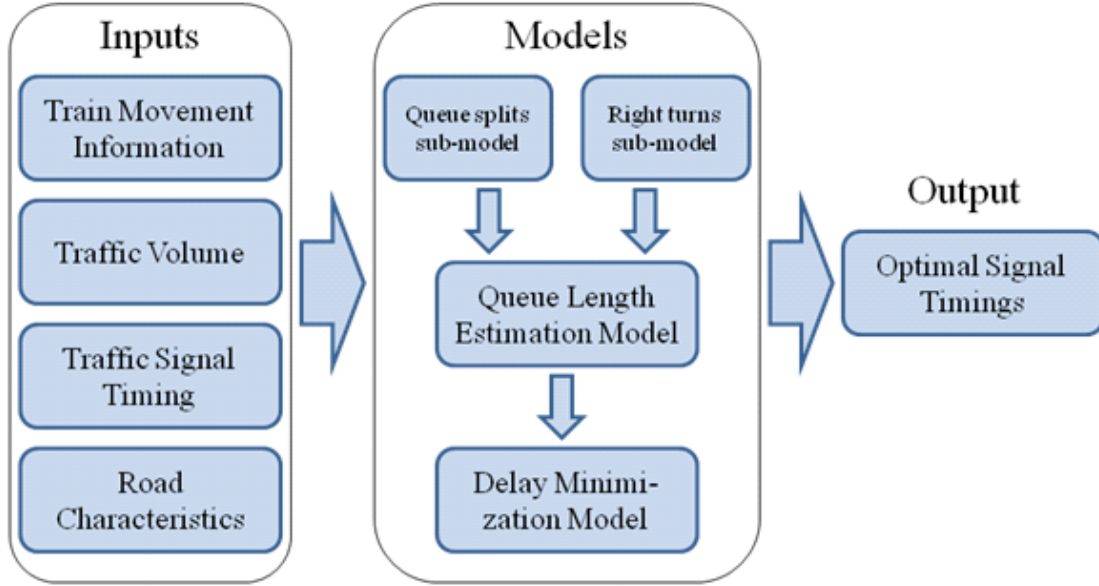 Inputs
Train Movement
Information
Traffic Volume
Traffic Signal
Timing
Road
Characteristics
Models
Queue splits
sub-model
Right turns
sub-model
Queue Length
Estimation Model
Delay Minimi-
zation Model
Output
Optimal Signal
Timings